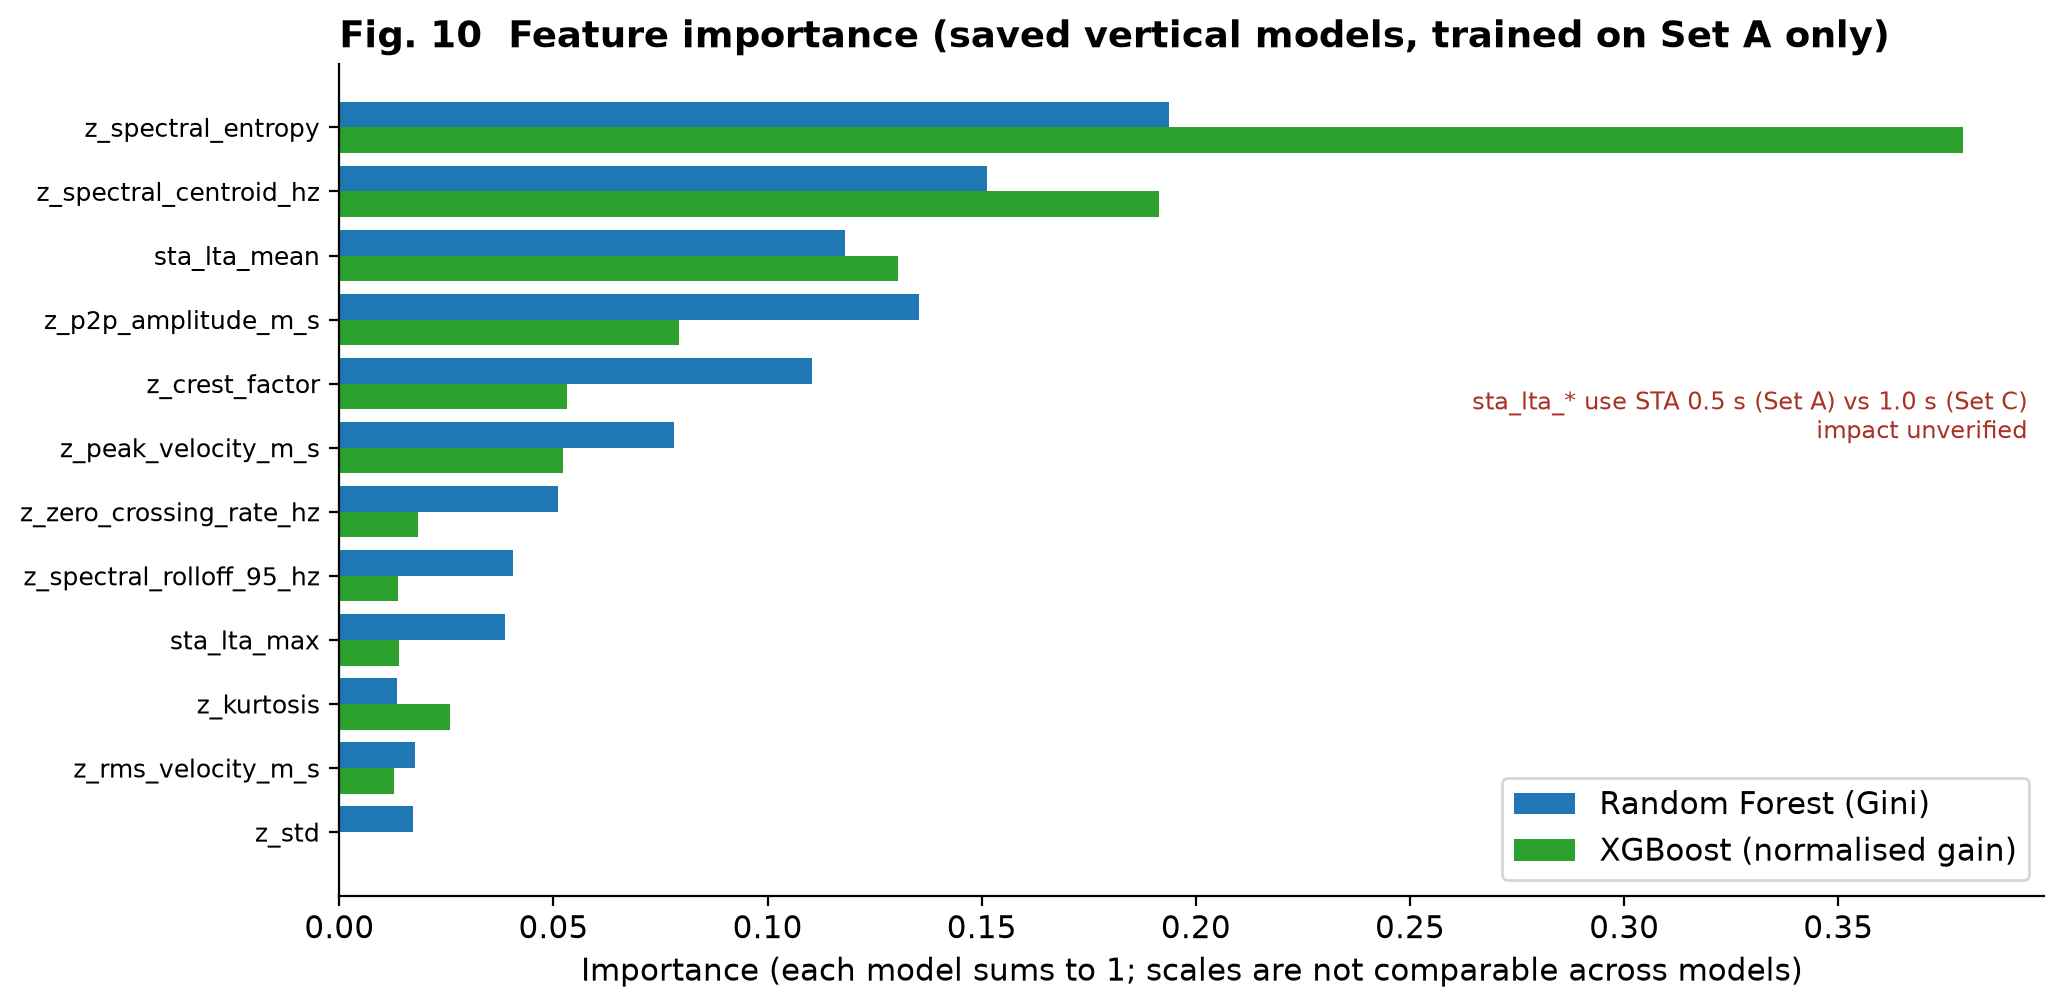 Fig. 10  Feature importance (saved vertical models, trained on Set A only)
z_spectral_entropy
z_spectral_centroid_hz
sta_lta_mean
z_p2p_amplitude_m_s
z_crest_factor
z_peak_velocity_m_s
z_zero_crossing_rate_hz
z_spectral_rolloff_95_hz
sta_lta_max
z_kurtosis
z_rms_velocity_m_s
z_std
sta_lta_* use STA 0.5 s (Set A) vs 1.0 s (Set C)
impact unverified
Random Forest (Gini)
XGBoost (normalised gain)
0.00 0.05 0.10 0.15 0.20 0.25 0.30 0.35
Importance (each model sums to 1; scales are not comparable across models)